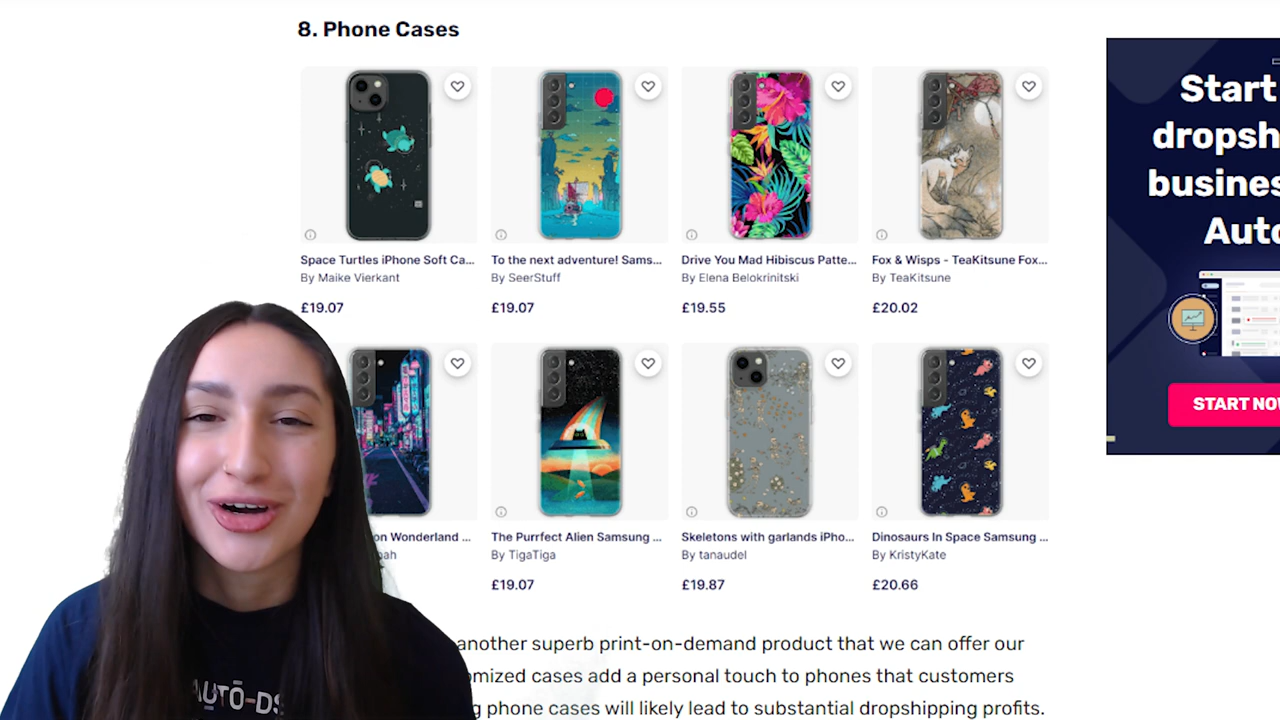 8. Phone Cases
Space Turtles iPhone Soft Ca...
By Maike Vierkant
£19.07
To the next adventure! Sams...
By SeerStuff
£19.07
Drive You Mad Hibiscus Patte...
By Elena Belokrinitski
£19.55
Fox & Wisps - TeaKitsune Fox...
By TeaKitsune
£20.02
on Wonderland ...
The Purrfect Alien Samsung ...
By TigaTiga
£19.07
Skeletons with garlands iPho...
By tanaudel
£19.87
Dinosaurs In Space Samsung ...
By KristyKate
£20.66
another superb print-on-demand product that we can offer our
omized cases add a personal touch to phones that customers
g phone cases will likely lead to substantial dropshipping profits.
Start
dropsh
busines
Auto
START NOW
AUTŌ-DS